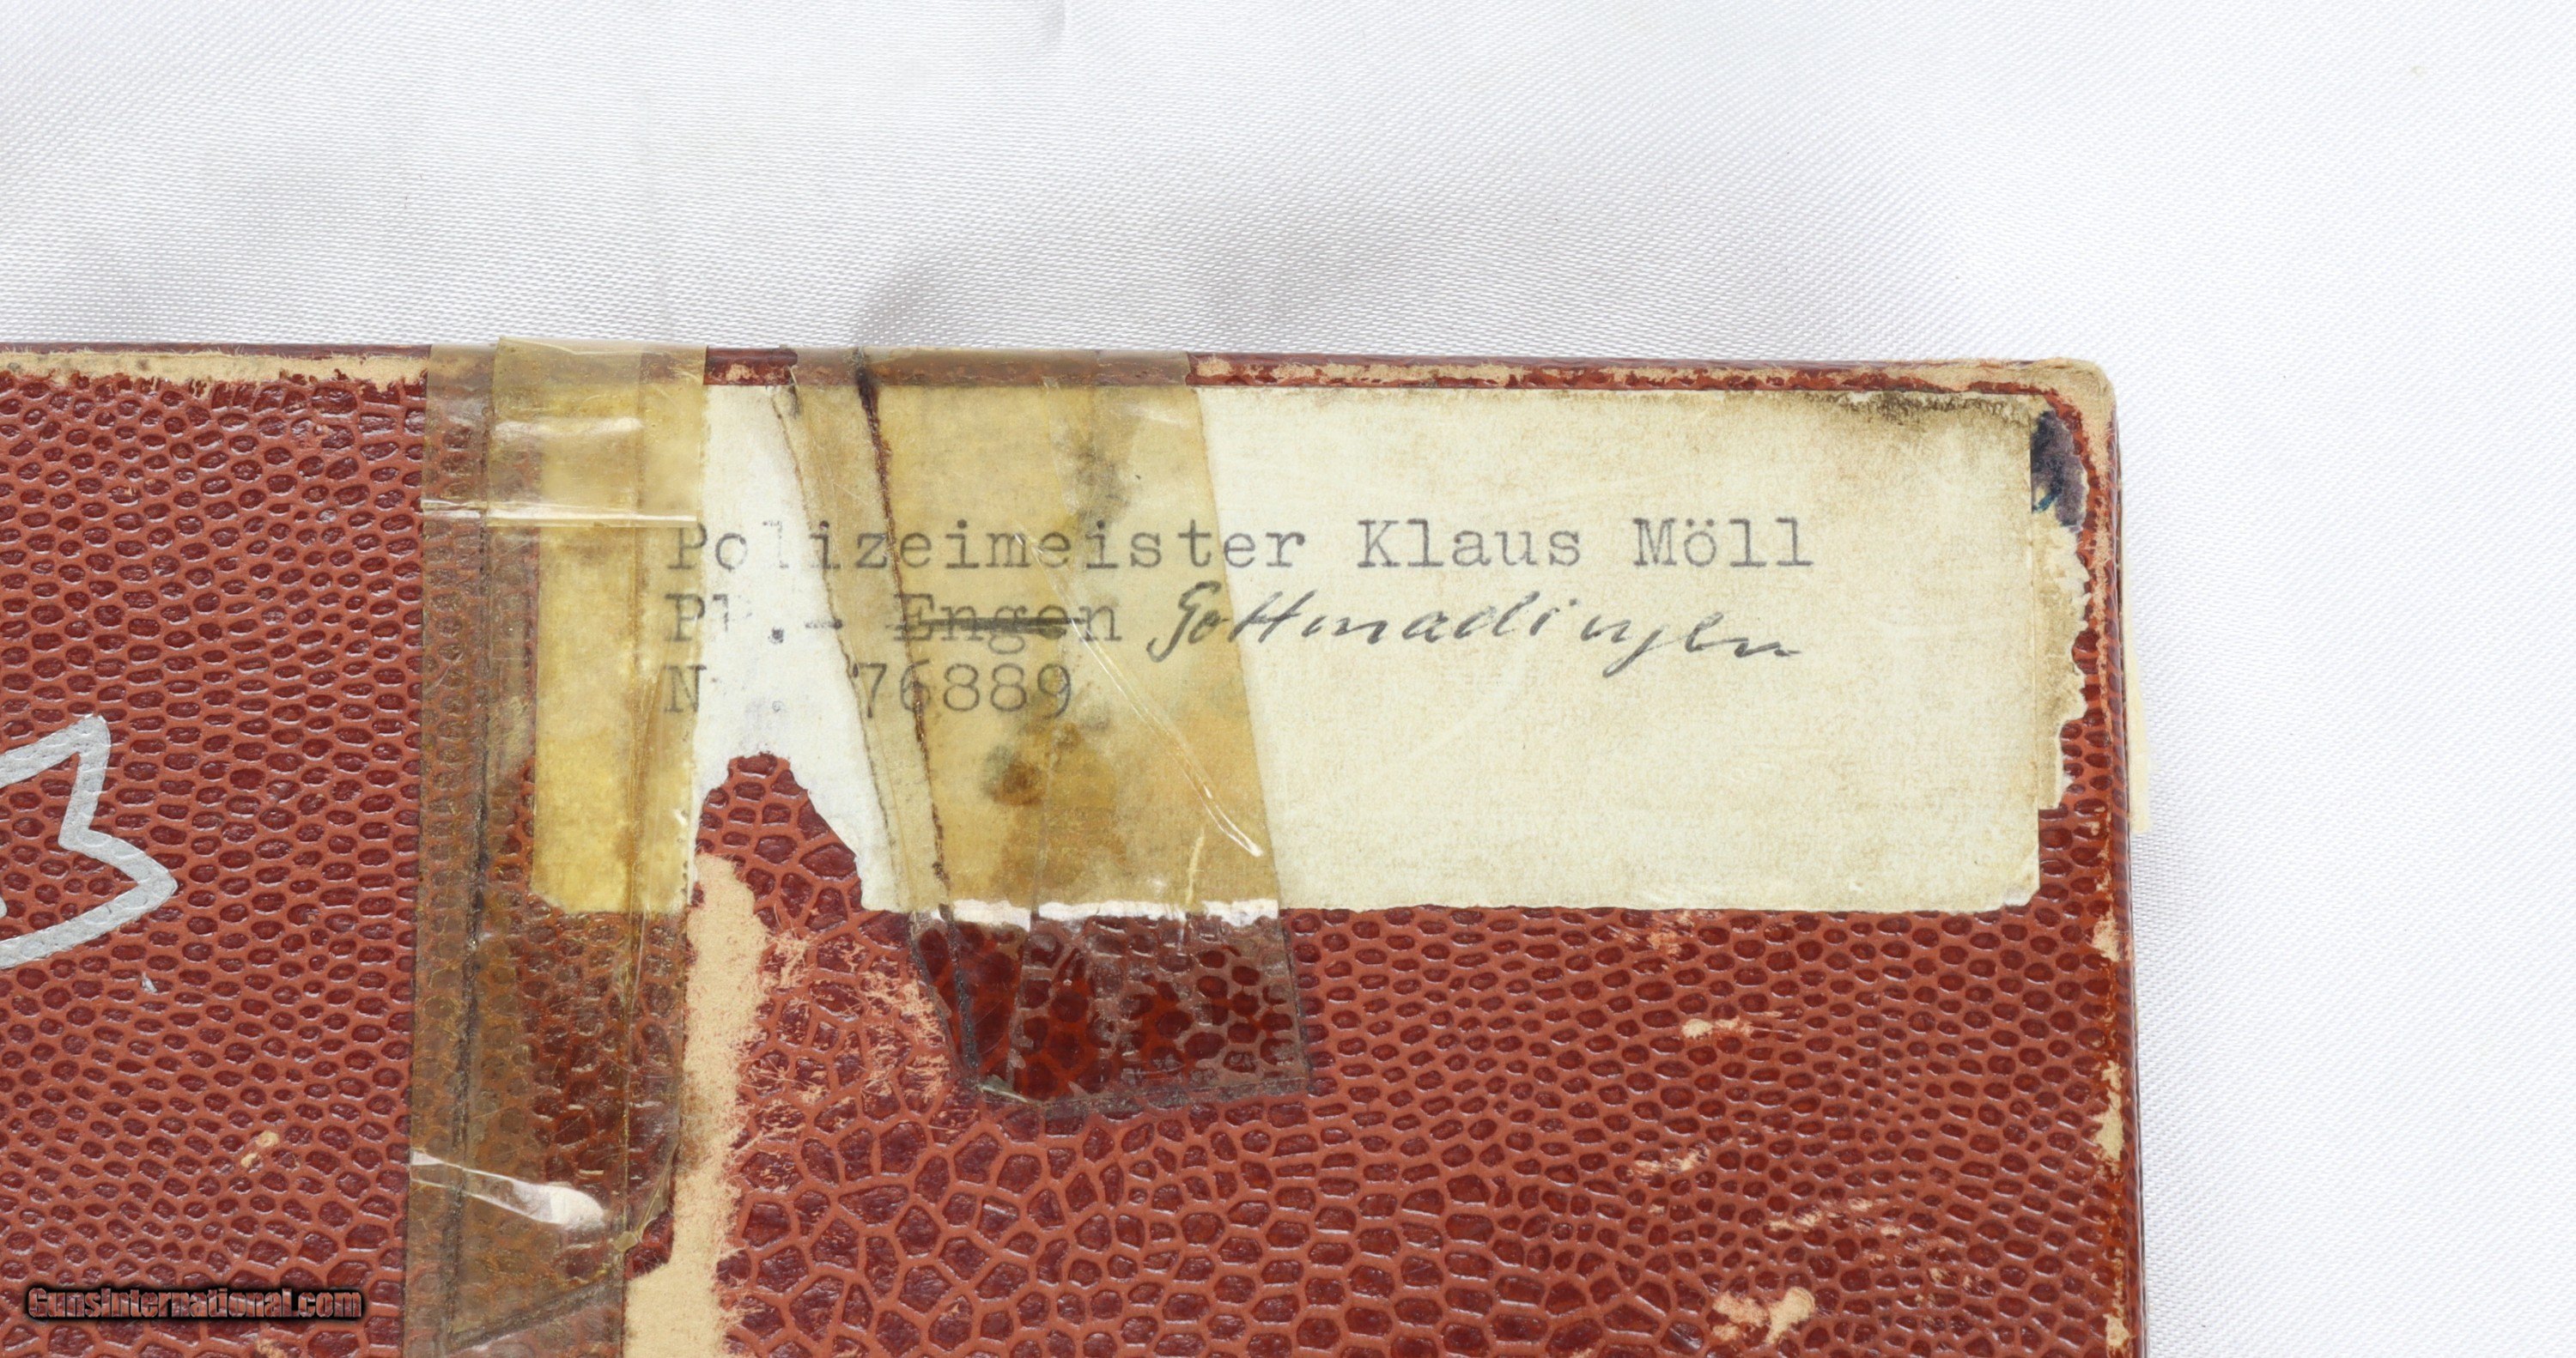 Polizeimeister Klaus Möll
Engen Gottmadingen
76889
GunsInternational.com